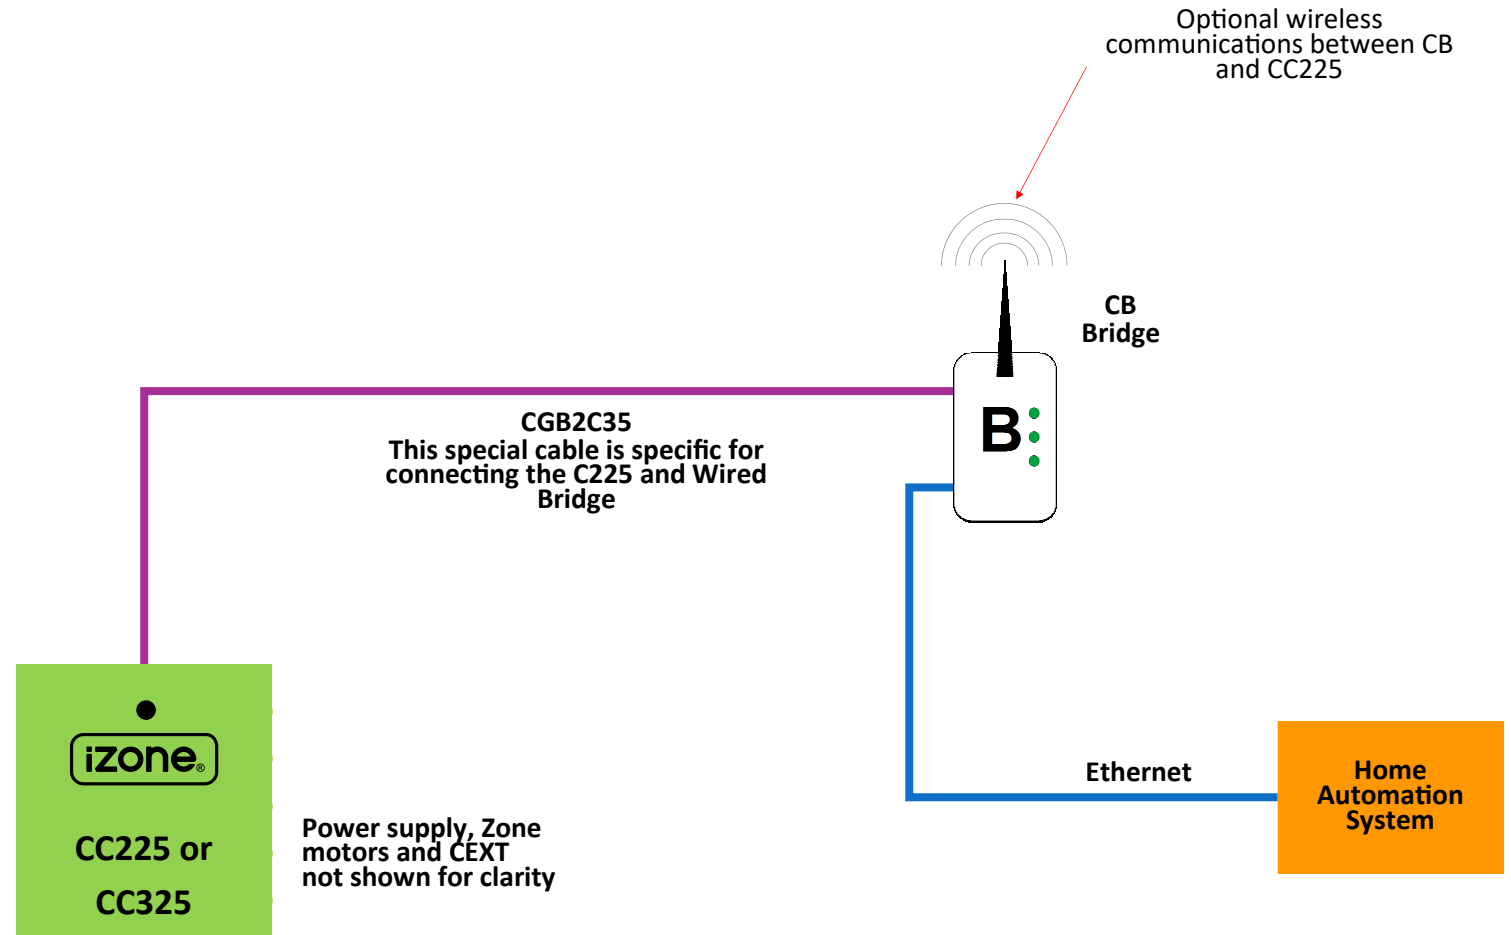 Optional wireless
communications between CB
and CC225
CB
Bridge
CGB2C35
This special cable is specific for
connecting the C225 and Wired
Bridge
B
izone®
CC225 or
CC325
Power supply, Zone
motors and CEXT
not shown for clarity
Ethernet
Home
Automation
System